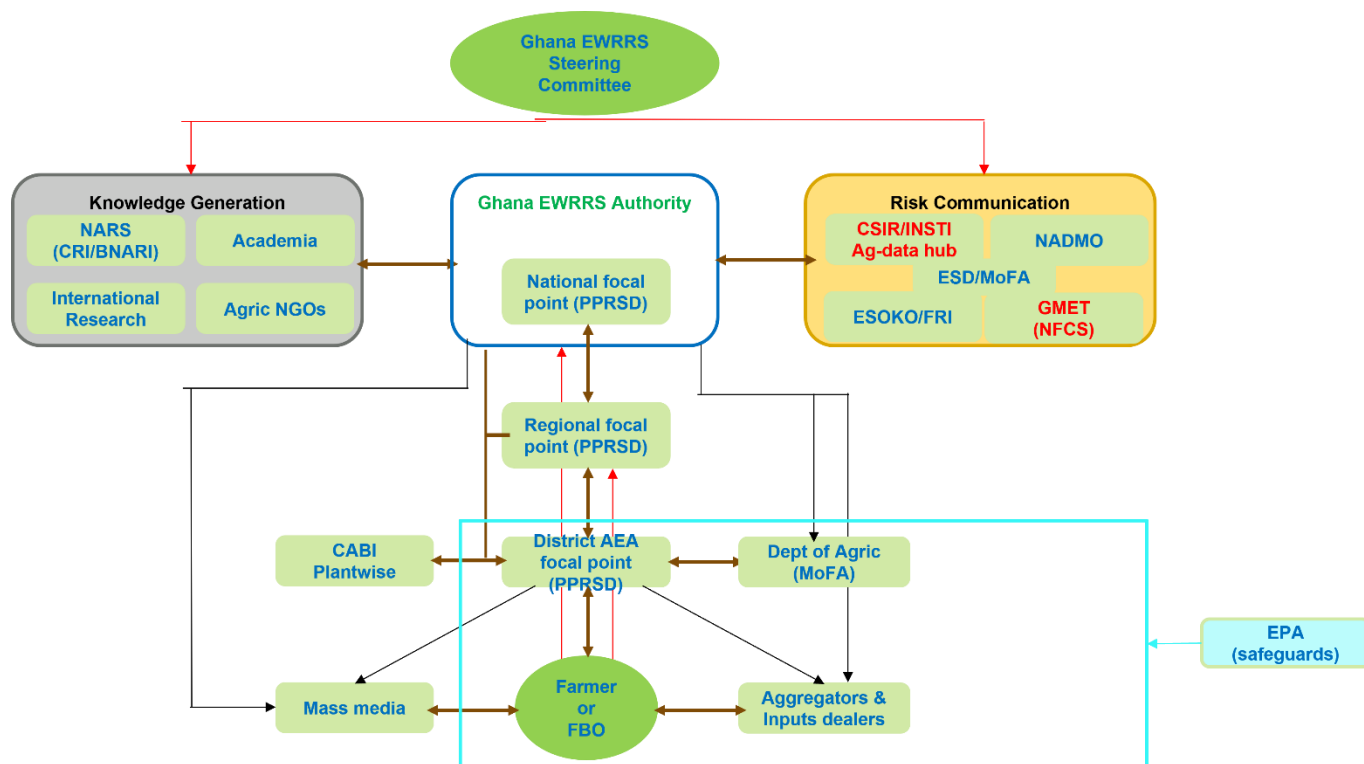 Ghana EWRRS
Steering
Committee
Knowledge Generation
NARS
(CRI/BNARI)
Academia
International
Research
Agric NGOs
Ghana EWRRS Authority
National focal
point (PPRSD)
Risk Communication
CSIR/INSTI
Ag-data hub
NADMO
ESD/MoFA
ESOKO/FRI
GMET
(NFCS)
Regional focal
point (PPRSD)
CABI
Plantwise
District AEA
focal point
(PPRSD)
Dept of Agric
(MoFA)
EPA
(safeguards)
Mass media
Farmer
or
FBO
Aggregators &
Inputs dealers